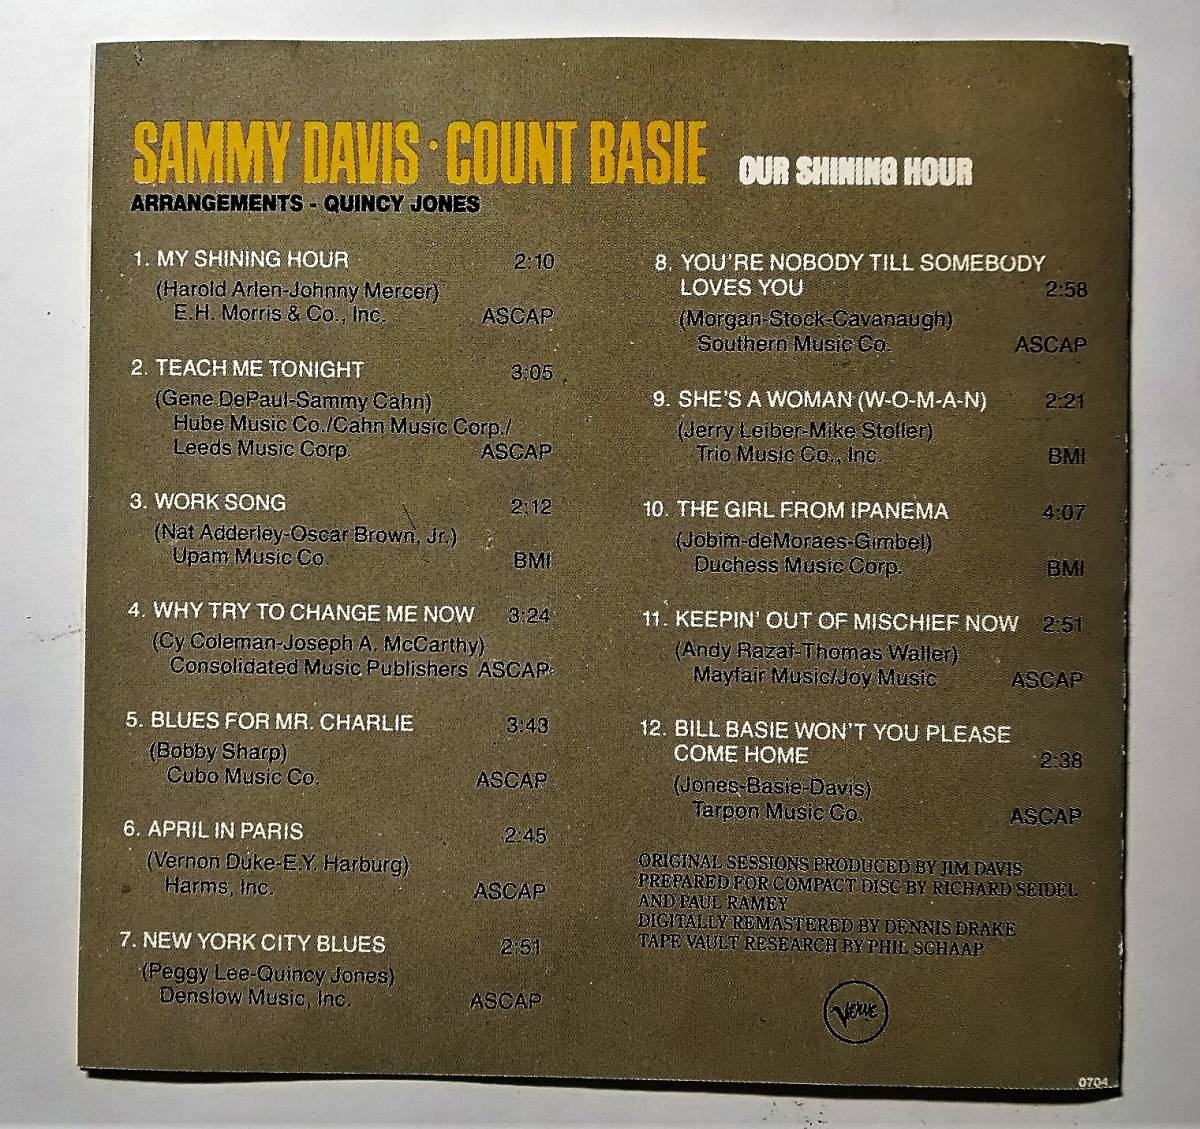 SAMMY DAVIS · COUNT BASIE OUR SHINING HOUR
ARRANGEMENTS - QUINCY JONES
1. MY SHINING HOUR 2:10
(Harold Arlen-Johnny Mercer)
E.H. Morris & Co., Inc. ASCAP
2. TEACH ME TONIGHT 3:05
(Gene DePaul-Sammy Cahn)
Hube Music Co./Cahn Music Corp./
Leeds Music Corp. ASCAP
3. WORK SONG 2:12
(Nat Adderley-Oscar Brown, Jr.)
Upam Music Co. BMI
4. WHY TRY TO CHANGE ME NOW 3:24
(Cy Coleman-Joseph A. McCarthy)
Consolidated Music Publishers ASCAP
5. BLUES FOR MR. CHARLIE 3:43
(Bobby Sharp)
Cubo Music Co. ASCAP
6. APRIL IN PARIS 2:45
(Vernon Duke-E.Y. Harburg)
Harms, Inc. ASCAP
7. NEW YORK CITY BLUES 2:51
(Peggy Lee-Quincy Jones)
Denslow Music, Inc. ASCAP
8. YOU'RE NOBODY TILL SOMEBODY
LOVES YOU 2:58
(Morgan-Stock-Cavanaugh)
Southern Music Co. ASCAP
9. SHE'S A WOMAN (W-O-M-A-N) 2:21
(Jerry Leiber-Mike Stoller)
Trio Music Co., Inc. BMI
10. THE GIRL FROM IPANEMA 4:07
(Jobim-deMoraes-Gimbel)
Duchess Music Corp. BMI
11. KEEPIN' OUT OF MISCHIEF NOW 2:51
(Andy Razaf-Thomas Waller)
Mayfair Music/Joy Music ASCAP
12. BILL BASIE WON'T YOU PLEASE
COME HOME 2:38
(Jones-Basie-Davis)
Tarpon Music Co. ASCAP
ORIGINAL SESSIONS PRODUCED BY JIM DAVIS
PREPARED FOR COMPACT DISC BY RICHARD SEIDEL
AND PAUL RAMEY
DIGITALLY REMASTERED BY DENNIS DRAKE
TAPE VAULT RESEARCH BY PHIL SCHAAP
Verve
0704